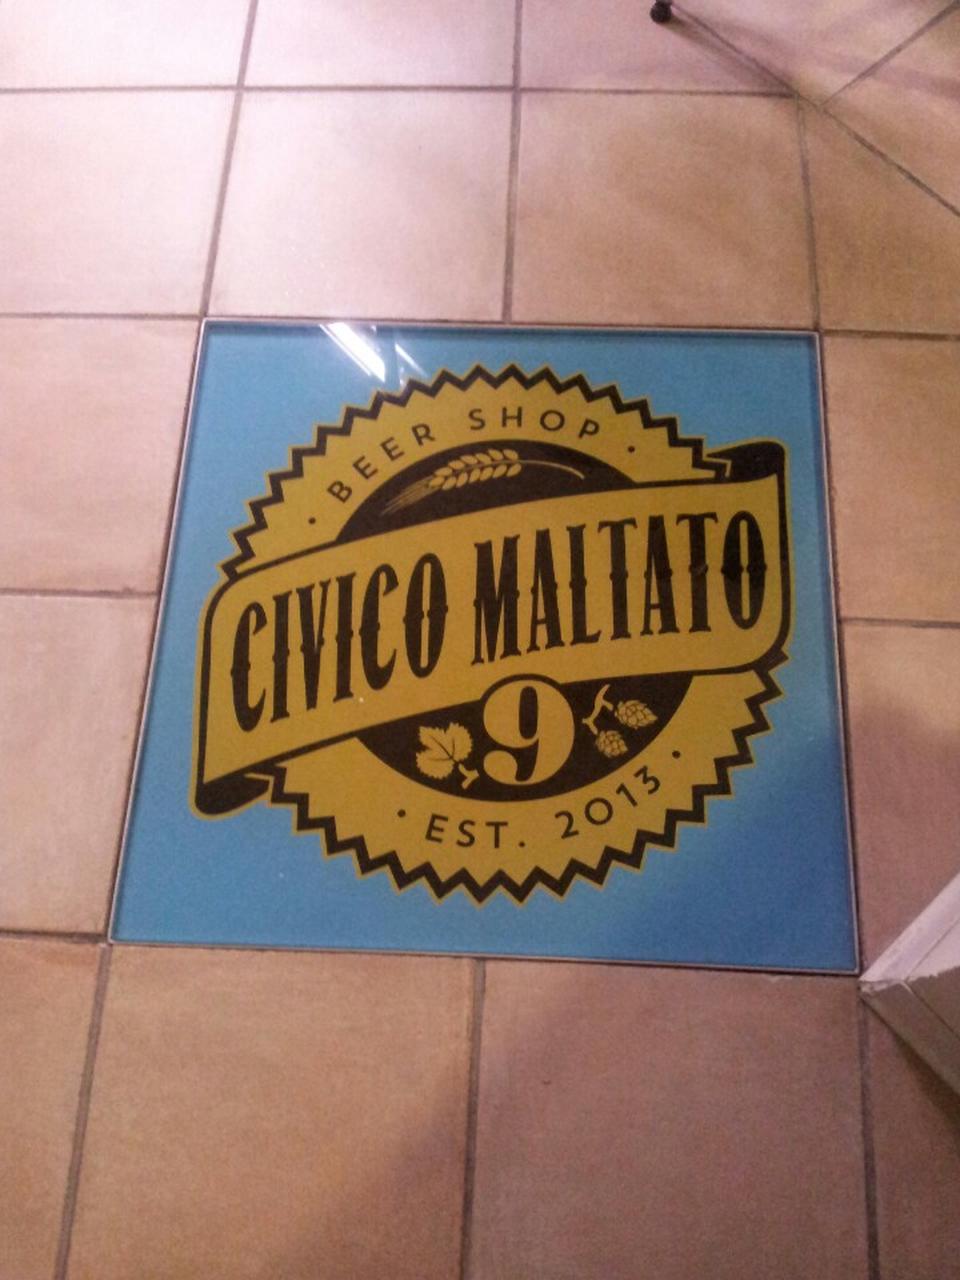 BEER SHOP
CIVICO MALTATO
9
EST. 2013